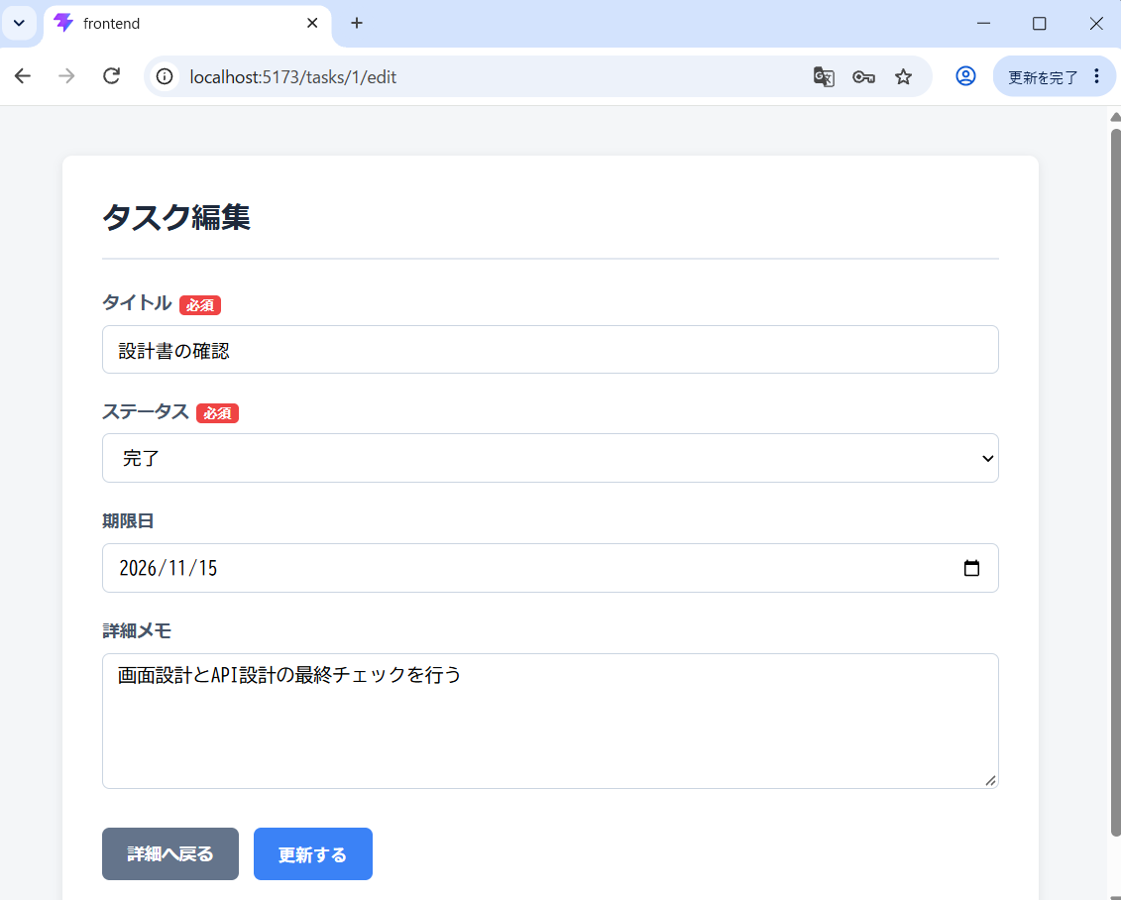 frontend
localhost:5173/tasks/1/edit
更新を完了
タスク編集
タイトル 必須
設計書の確認
ステータス 必須
完了
期限日
2026/11/15
詳細メモ
画面設計とAPI設計の最終チェックを行う
詳細へ戻る 更新する